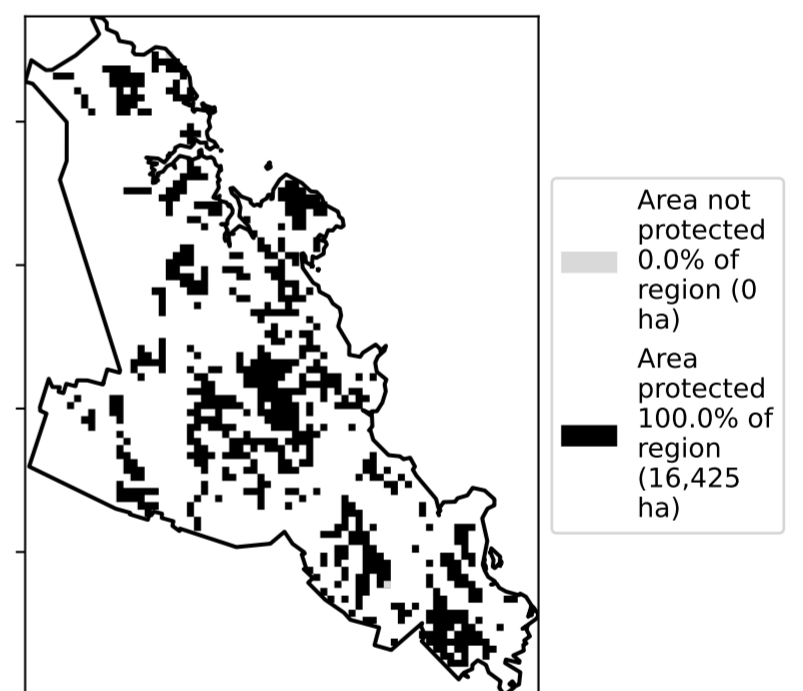 Area not
protected
0.0% of
region (0
ha)
Area
protected
100.0% of
region
(16,425
ha)